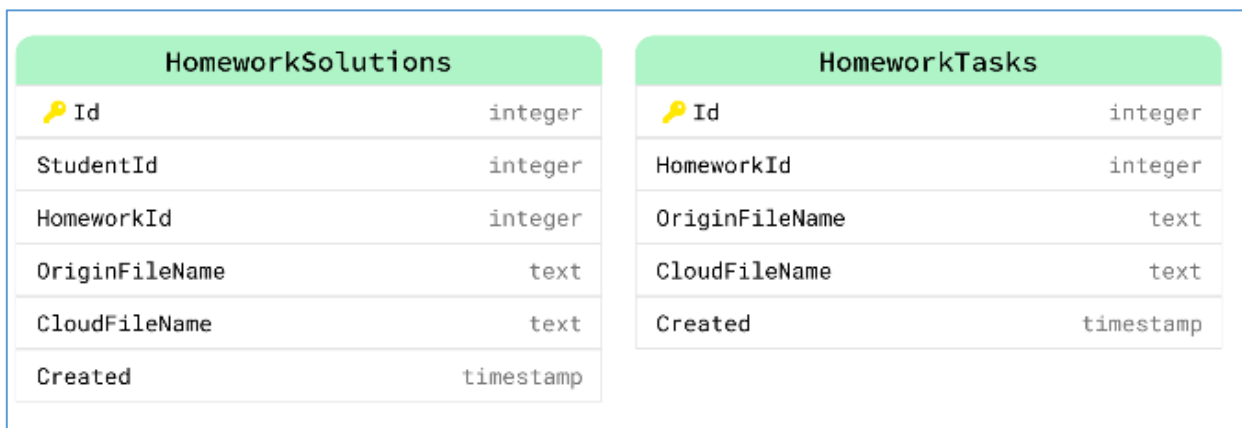 HomeworkSolutions
Id integer
StudentId integer
HomeworkId integer
OriginFileName text
CloudFileName text
Created timestamp
HomeworkTasks
Id integer
HomeworkId integer
OriginFileName text
CloudFileName text
Created timestamp